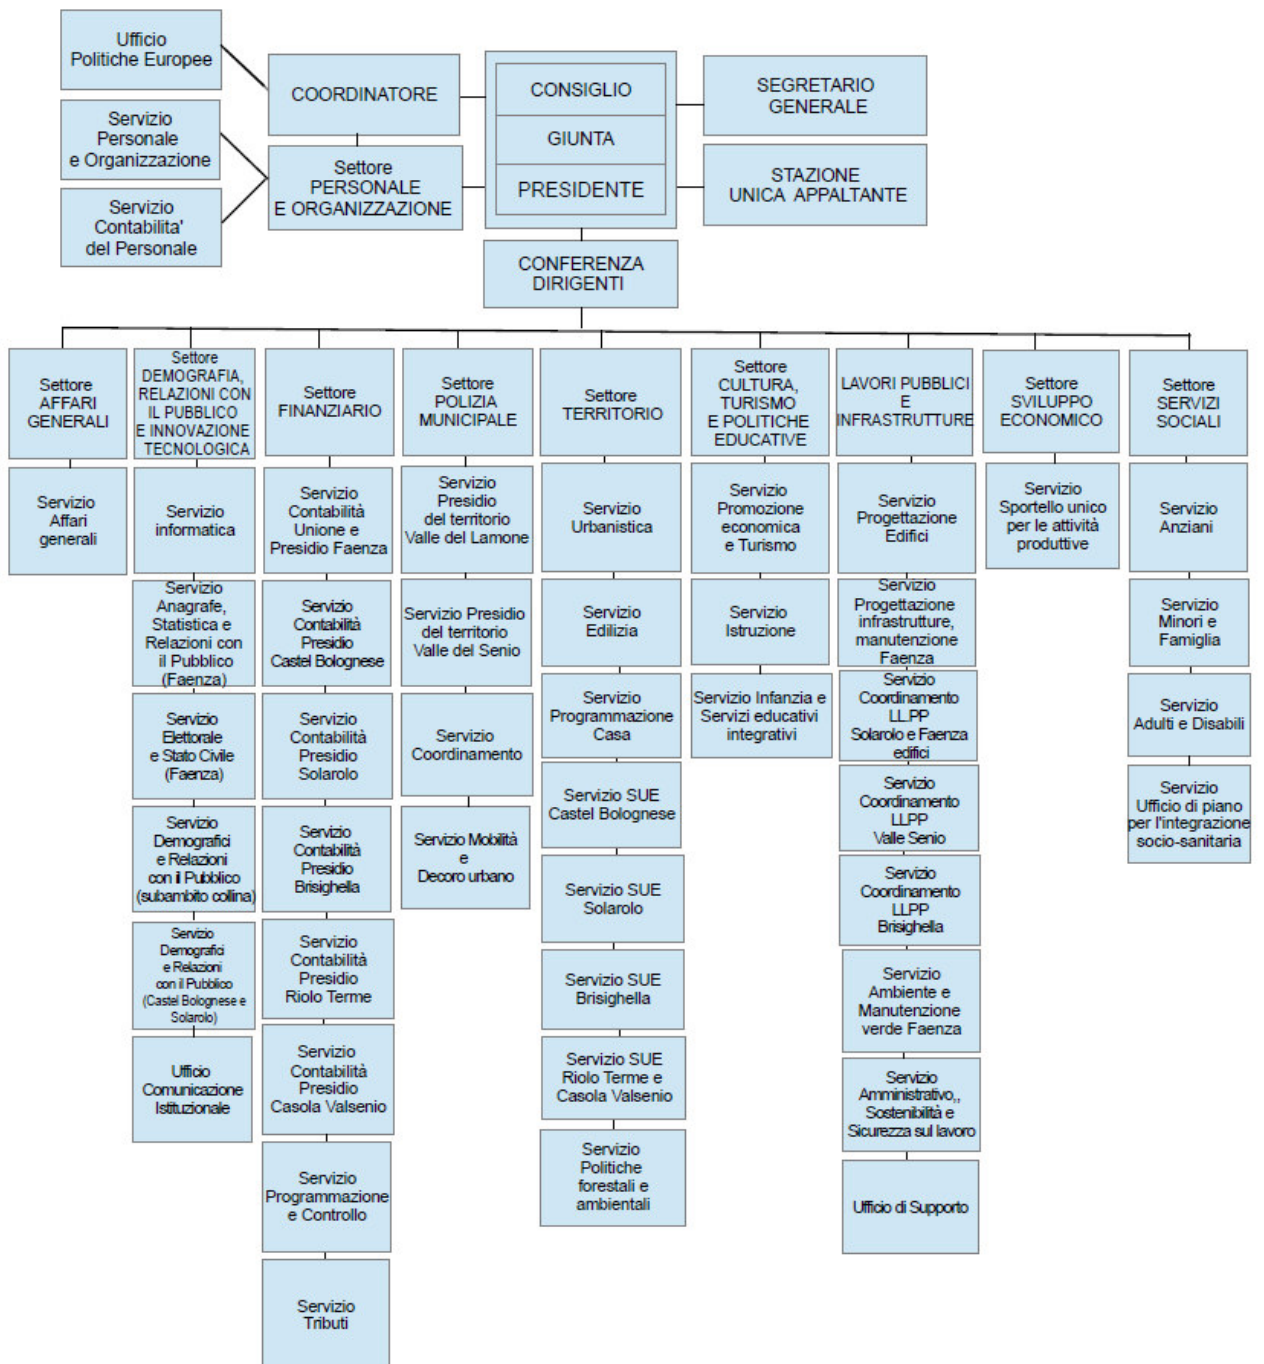 Ufficio
Politiche Europee
COORDINATORE
CONSIGLIO
GIUNTA
PRESIDENTE
SEGRETARIO
GENERALE
Servizio
Personale
e Organizzazione
Settore
PERSONALE
E ORGANIZZAZIONE
STAZIONE
UNICA APPALTANTE
Servizio
Contabilita'
del Personale
CONFERENZA
DIRIGENTI
Settore
AFFARI
GENERALI
Servizio
Affari
generali
Settore
DEMOGRAFIA,
RELAZIONI CON
IL PUBBLICO
E INNOVAZIONE
TECNOLOGICA
Servizio
informatica
Servizio
Anagrafe,
Statistica e
Relazioni con
il Pubblico
(Faenza)
Servizio
Elettorale
e Stato Civile
(Faenza)
Servizio
Demografici
e Relazioni
con il Pubblico
(subambito collina)
Servizio
Demografici
e Relazioni
con il Pubblico
(Castel Bolognese e
Solarolo)
Ufficio
Comunicazione
Istituzionale
Settore
FINANZIARIO
Servizio
Contabilità
Unione e
Presidio Faenza
Servizio
Contabilità
Presidio
Castel Bolognese
Servizio
Contabilità
Presidio
Solarolo
Servizio
Contabilità
Presidio
Brisighella
Servizio
Contabilità
Presidio
Riolo Terme
Servizio
Contabilità
Presidio
Casola Valsenio
Servizio
Programmazione
e Controllo
Servizio
Tributi
Settore
POLIZIA
MUNICIPALE
Servizio
Presidio
del territorio
Valle del Lamone
Servizio Presidio
del territorio
Valle del Senio
Servizio
Coordinamento
Servizio Mobilità
e
Decoro urbano
Settore
TERRITORIO
Servizio
Urbanistica
Servizio
Edilizia
Servizio
Programmazione
Casa
Servizio SUE
Castel Bolognese
Servizio SUE
Solarolo
Servizio SUE
Brisighella
Servizio SUE
Riolo Terme e
Casola Valsenio
Servizio
Politiche
forestali e
ambientali
Settore
CULTURA,
TURISMO
E POLITICHE
EDUCATIVE
Servizio
Promozione
economica
e Turismo
Servizio
Istruzione
Servizio Infanzia e
Servizi educativi
integrativi
LAVORI PUBBLICI
E
INFRASTRUTTURE
Servizio
Progettazione
Edifici
Servizio
Progettazione
infrastrutture,
manutenzione
Faenza
Servizio
Coordinamento
LL.PP
Solarolo e Faenza
edifici
Servizio
Coordinamento
LLPP
Valle Senio
Servizio
Coordinamento
LLPP
Brisighella
Servizio
Ambiente e
Manutenzione
verde Faenza
Servizio
Amministrativo,,
Sostenibilità e
Sicurezza sul lavoro
Ufficio di Supporto
Settore
SVILUPPO
ECONOMICO
Servizio
Sportello unico
per le attività
produttive
Settore
SERVIZI
SOCIALI
Servizio
Anziani
Servizio
Minori e
Famiglia
Servizio
Adulti e Disabili
Servizio
Ufficio di piano
per l'integrazione
socio-sanitaria